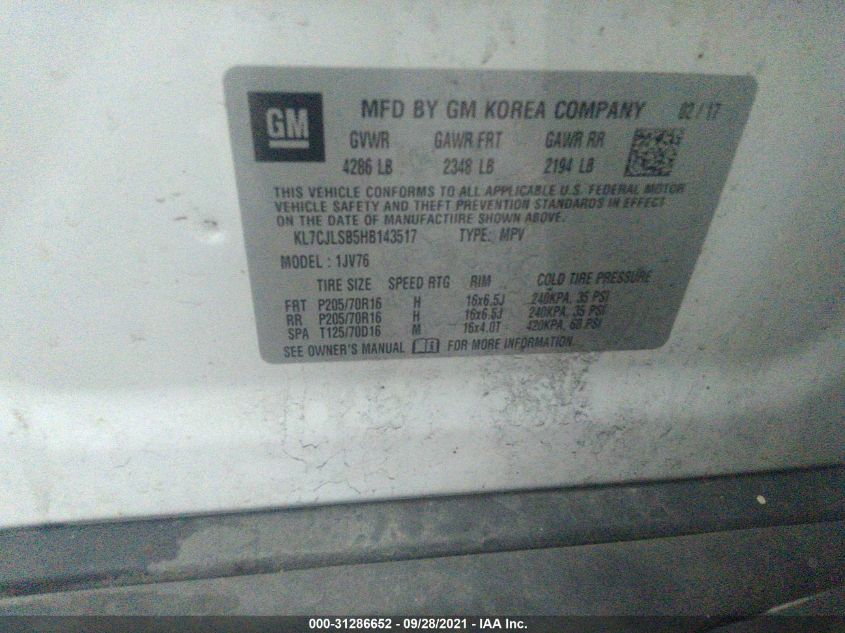 GM
MFD BY GM KOREA COMPANY 02/17
GVWR GAWR FRT GAWR RR
4286 LB 2348 LB 2194 LB
THIS VEHICLE CONFORMS TO ALL APPLICABLE U.S. FEDERAL MOTOR
VEHICLE SAFETY AND THEFT PREVENTION STANDARDS IN EFFECT
ON THE DATE OF MANUFACTURE SHOWN ABOVE.
KL7CJLSB5HB143517 TYPE: MPV
MODEL : 1JV76
TIRE SIZE SPEED RTG RIM COLD TIRE PRESSURE
FRT P205/70R16 H 16x6.5J 240KPA, 35 PSI
RR P205/70R16 H 16x6.5J 240KPA, 35 PSI
SPA T125/70D16 M 16x4.0T 420KPA, 60 PSI
SEE OWNER'S MANUAL FOR MORE INFORMATION.
000-31286652 - 09/28/2021 - IAA Inc.